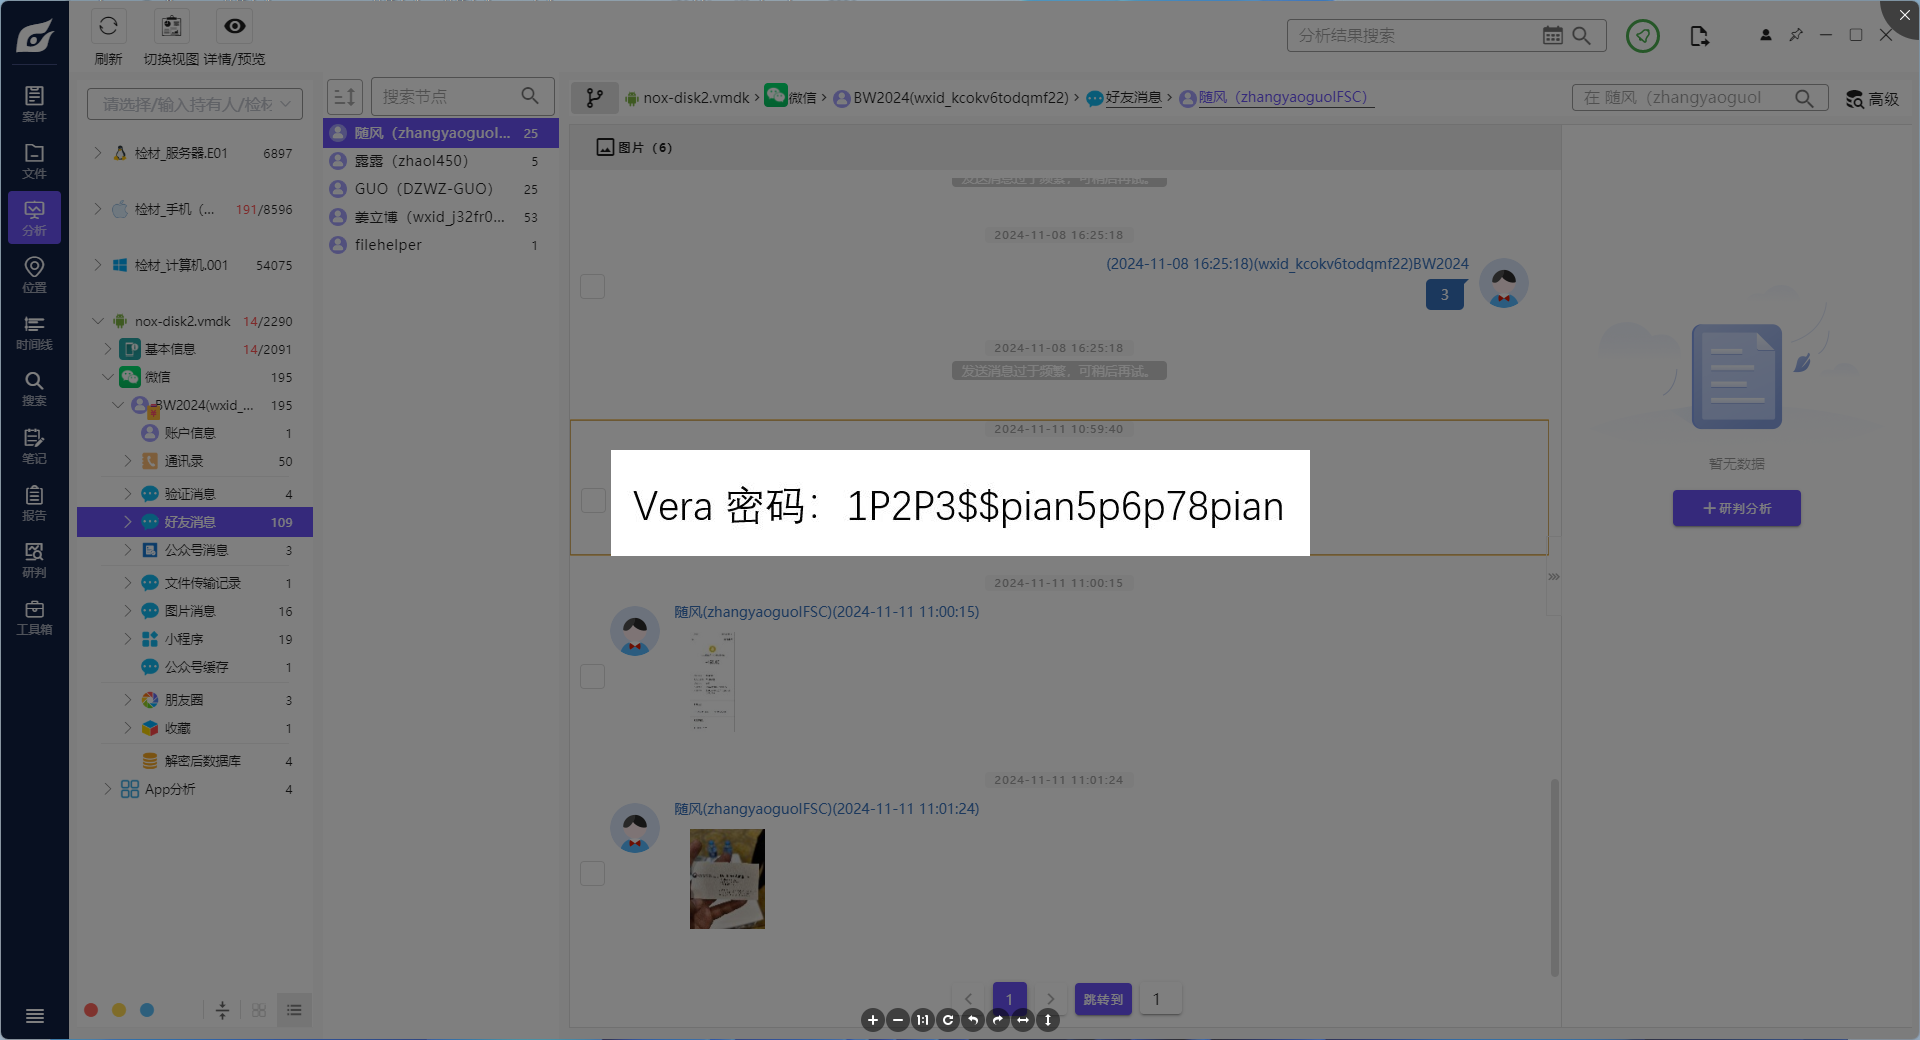 刷新
切换视图
详情/预览
分析结果搜索
案件
文件
分析
位置
时间线
搜索
笔记
报告
研判
工具箱
请选择/输入持有人/检材
检材_服务器.E01 6897
检材_手机（... 191/8596
检材_计算机.001 54075
nox-disk2.vmdk 14/2290
基本信息 14/2091
微信 195
BW2024(wxid_... 195
账户信息 1
通讯录 50
验证消息 4
好友消息 109
公众号消息 3
文件传输记录 1
图片消息 16
小程序 19
公众号缓存 1
朋友圈 3
收藏 1
解密后数据库 4
App分析 4
搜索节点
随风（zhangyaoguol... 25
露露（zhaol450） 5
GUO（DZWZ-GUO） 25
姜立博（wxid_j32fr0... 53
filehelper 1
nox-disk2.vmdk > 微信 > BW2024(wxid_kcokv6todqmf22) > 好友消息 > 随风（zhangyaoguolFSC）
在 随风（zhangyaoguol
高级
图片（6）
发送消息过于频繁，可稍后再试。
2024-11-08 16:25:18
(2024-11-08 16:25:18)(wxid_kcokv6todqmf22)BW2024
3
2024-11-08 16:25:18
发送消息过于频繁，可稍后再试。
2024-11-11 10:59:40
Vera 密码：1P2P3$$pian5p6p78pian
2024-11-11 11:00:15
随风(zhangyaoguolFSC)(2024-11-11 11:00:15)
2024-11-11 11:01:24
随风(zhangyaoguolFSC)(2024-11-11 11:01:24)
暂无数据
+研判分析
< 1 > 跳转到 1
1:1